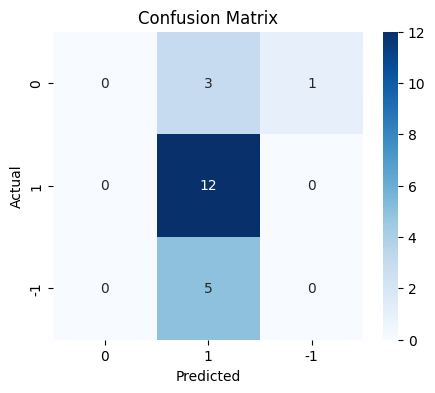 Confusion Matrix
12
0 0 3 1 10
8
Actual 1 0 12 0 6
4
-1 0 5 0 2
0
0 1 -1
Predicted